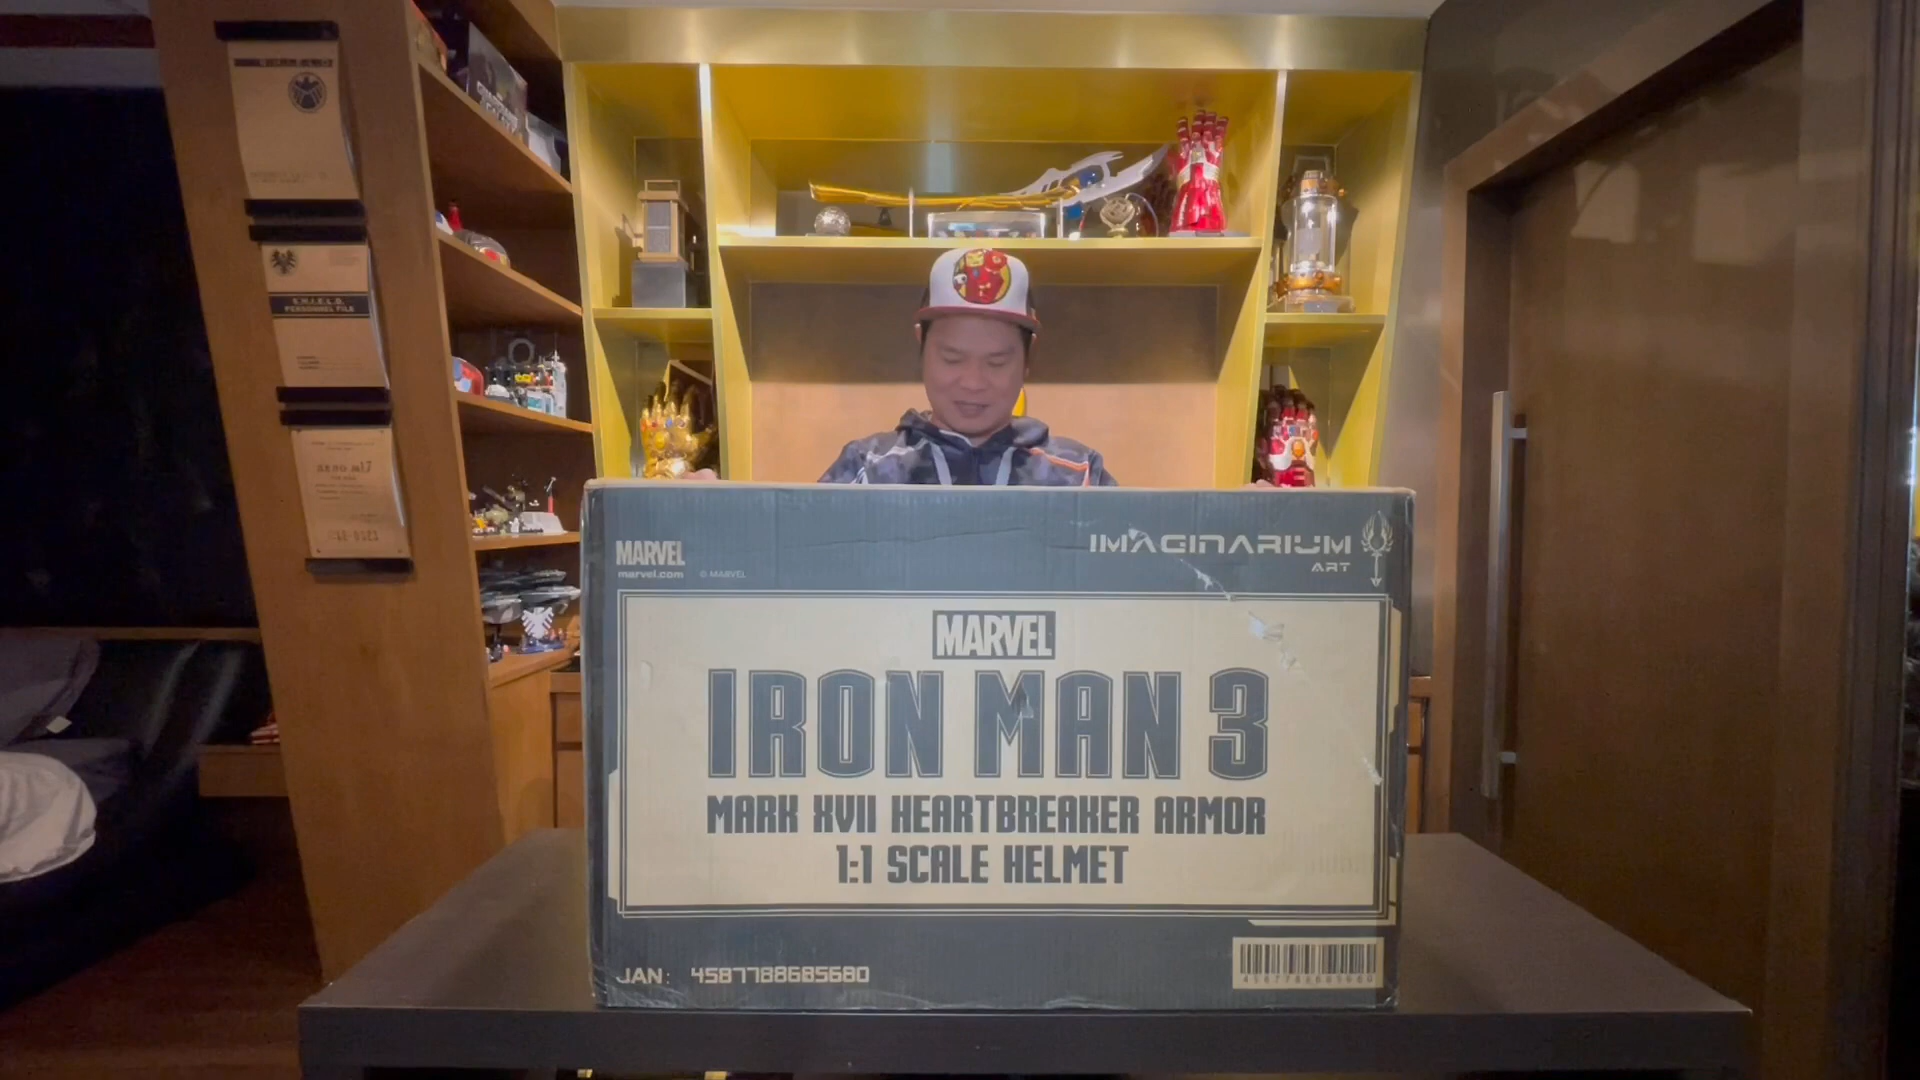 S.H.I.E.L.D.
PERSONNEL FILE
MARVEL
marvel.com © MARVEL
IMAGINARIUM
ART
MARVEL
IRON MAN 3
MARK XVII HEARTBREAKER ARMOR
1:1 SCALE HELMET
JAN: 4587788685680